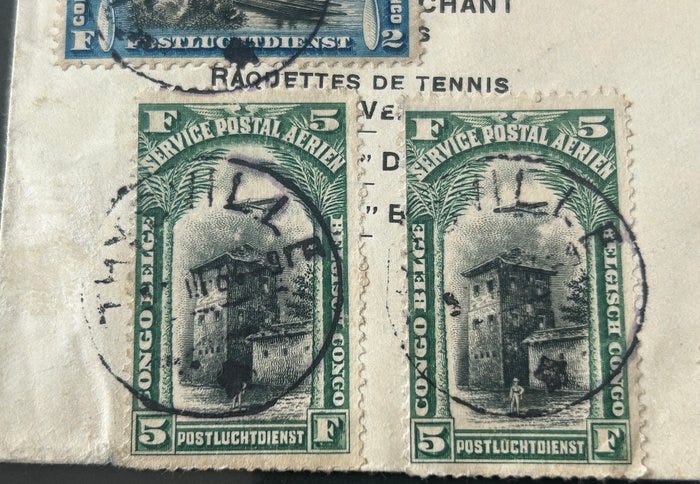 CHANT
F POSTLUCHTDIENST 2
S
RAQUETTES DE TENNIS
F 5
SERVICE POSTAL AERIEN
CONGO BELGE
BELGISCH CONGO
5 POSTLUCHTDIENST F
VE
" D
" E
F 5
SERVICE POSTAL AERIEN
CONGO BELGE
BELGISCH CONGO
5 POSTLUCHTDIENST F